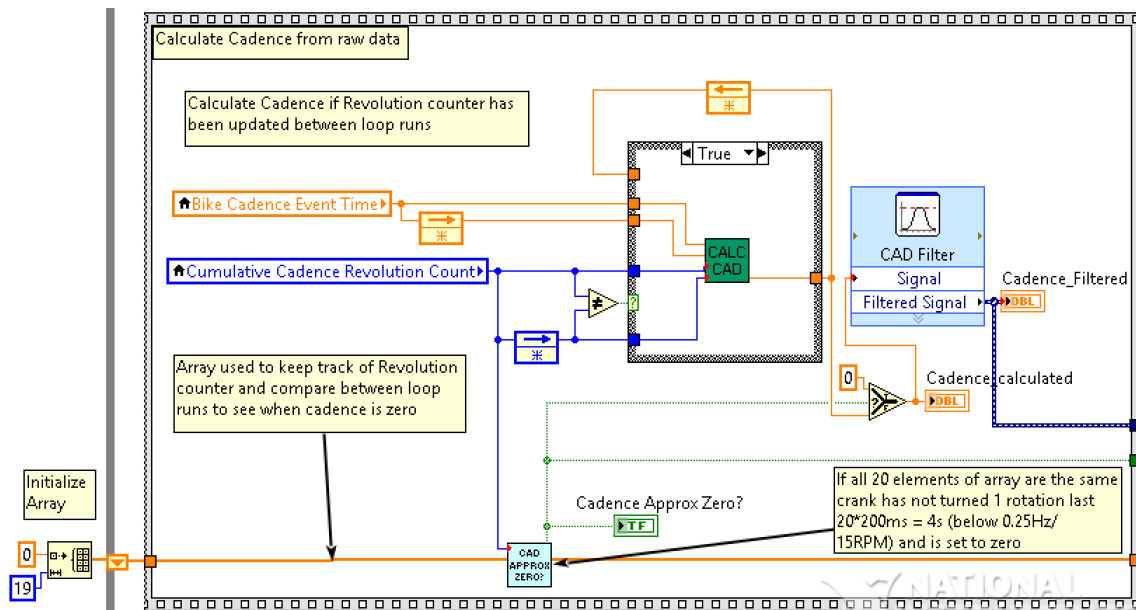 Calculate Cadence from raw data
Calculate Cadence if Revolution counter has
been updated between loop runs
True
Bike Cadence Event Time
CALC
CAD
CAD Filter
Signal
Filtered Signal
Cadence_Filtered
DBL
Cumulative Cadence Revolution Count
≠
?
Array used to keep track of Revolution
counter and compare between loop
runs to see when cadence is zero
0
?
T
F
Cadence_calculated
DBL
Initialize
Array
0
19
Cadence Approx Zero?
TF
CAD
APPROX
ZERO?
If all 20 elements of array are the same
crank has not turned 1 rotation last
20*200ms = 4s (below 0.25Hz/
15RPM) and is set to zero
NATIONAL